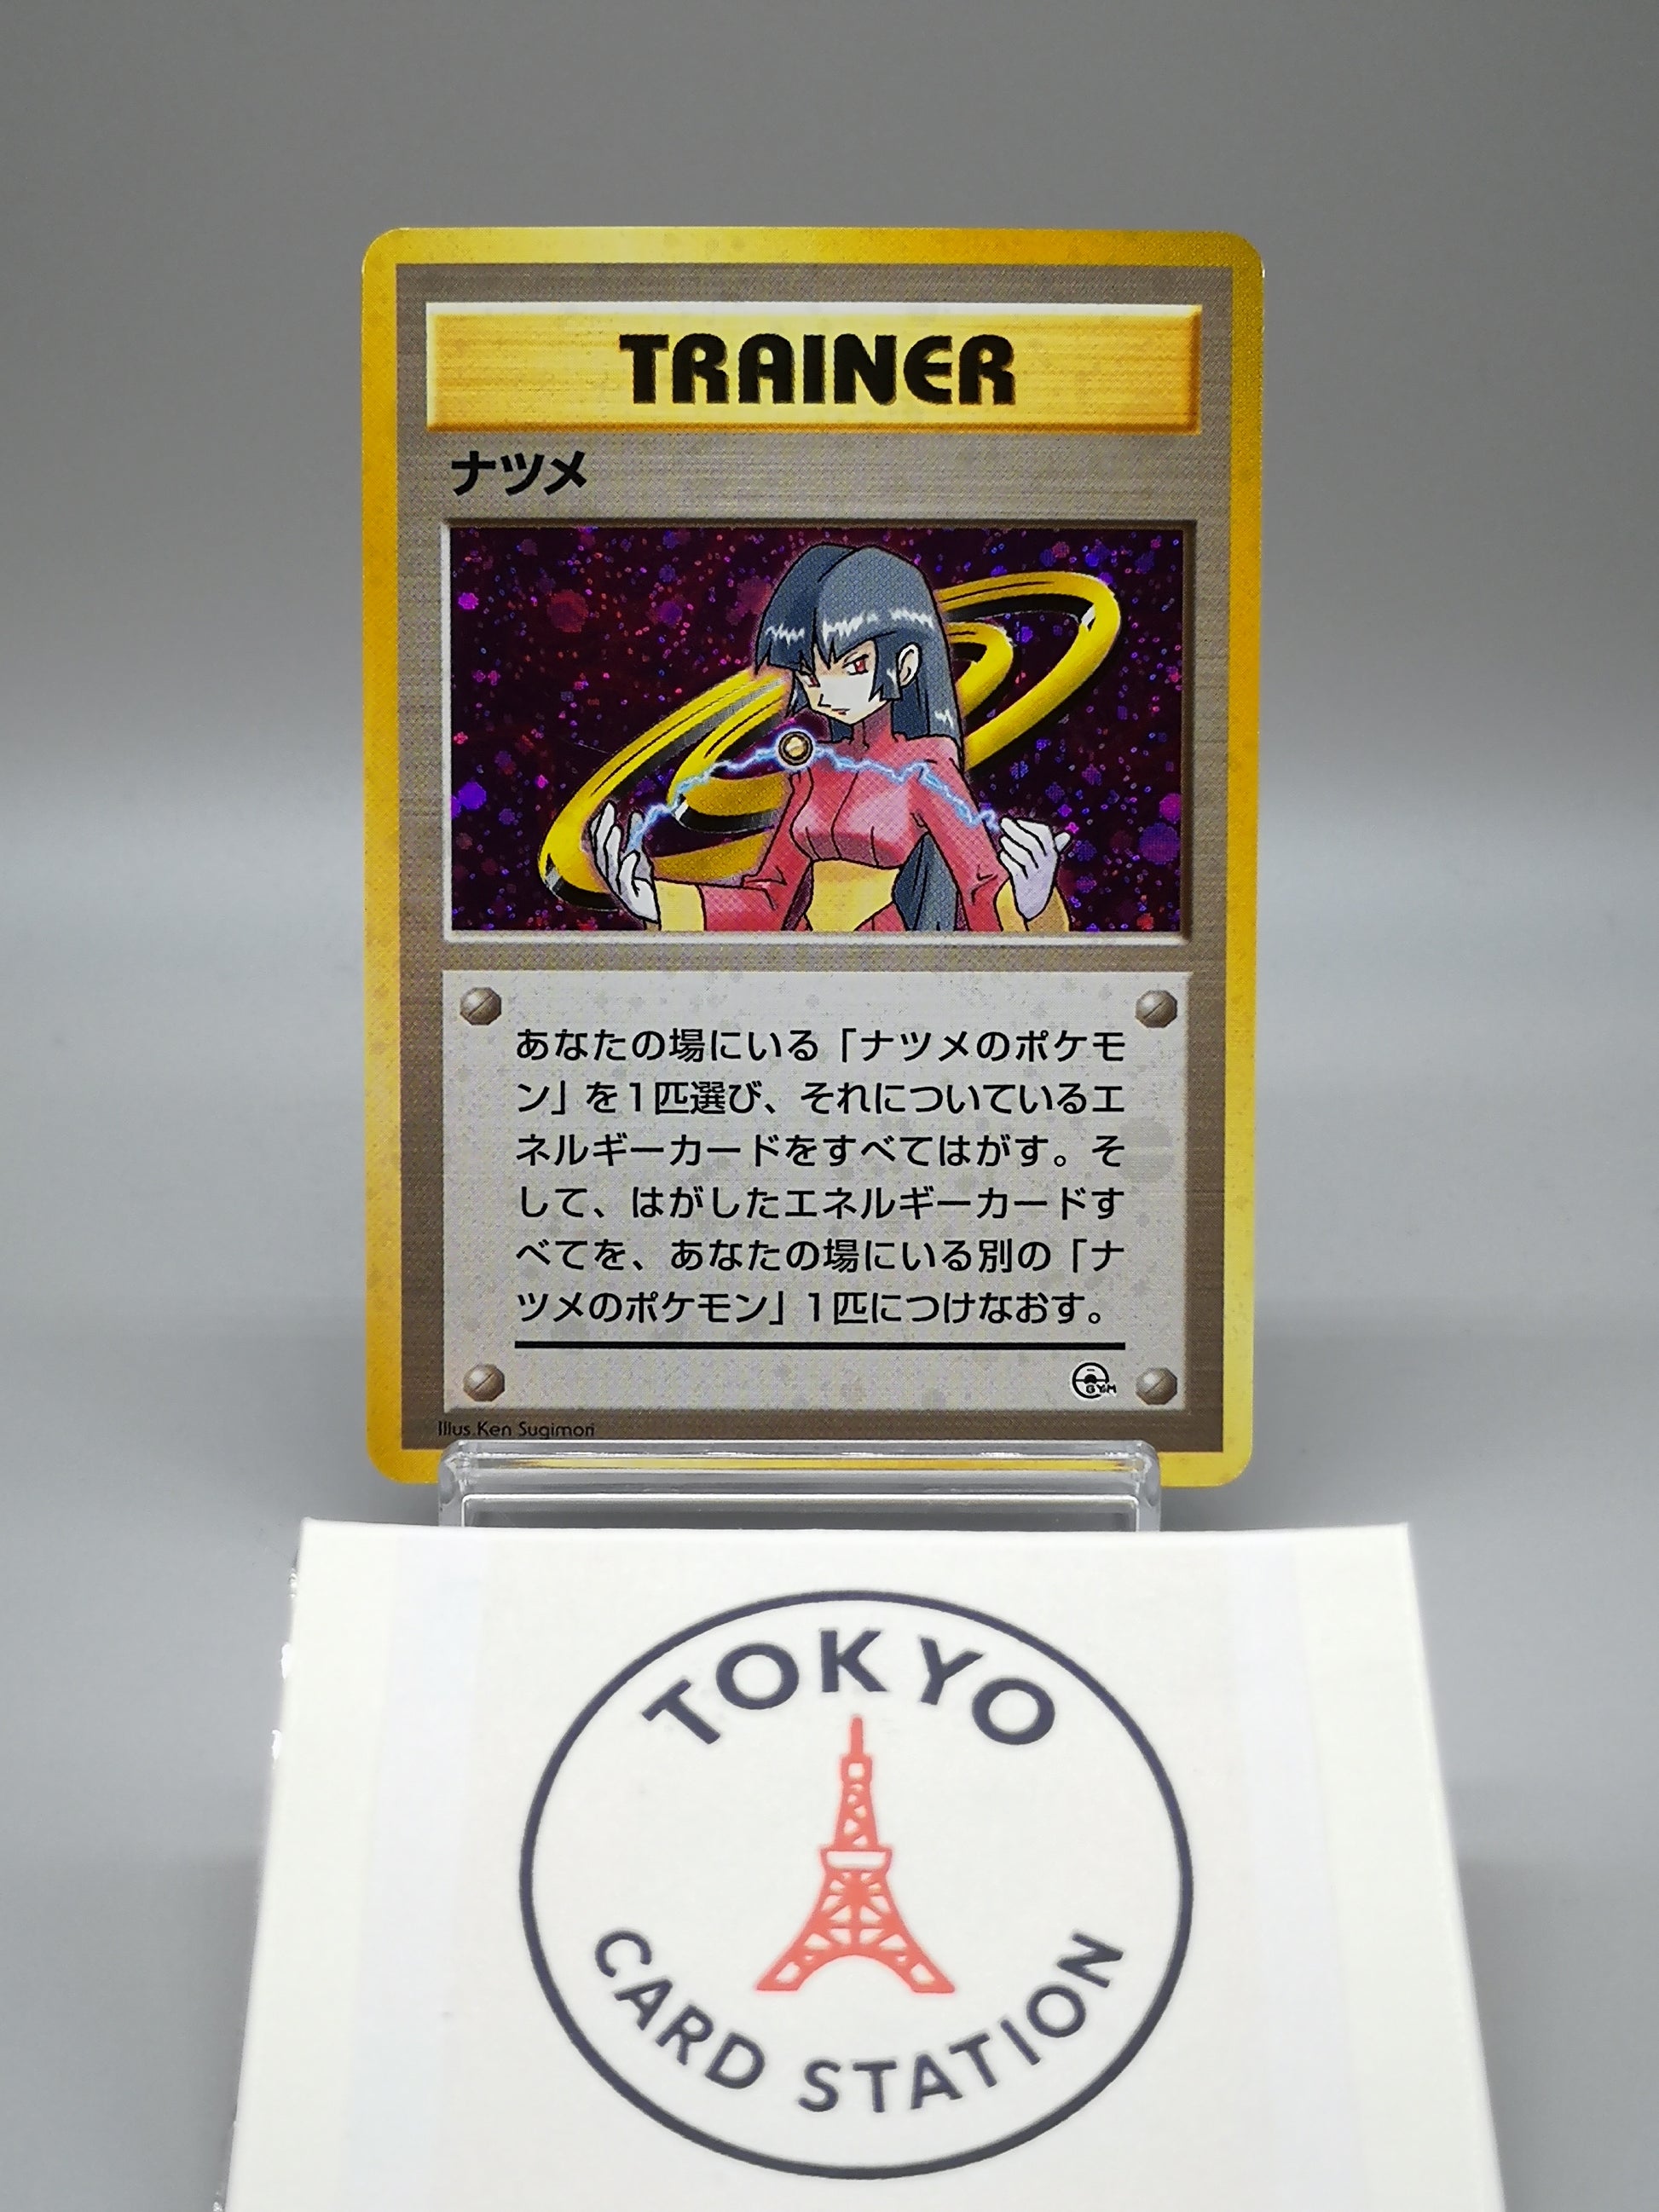 TRAINER
ナツメ
あなたの場にいる「ナツメのポケモ
ン」を1匹選び、それについているエ
ネルギーカードをすべてはがす。そ
して、はがしたエネルギーカードす
べてを、あなたの場にいる別の「ナ
ツメのポケモン」1匹につけなおす。
GYM
Illus.Ken Sugimori
TOKYO
CARD STATION